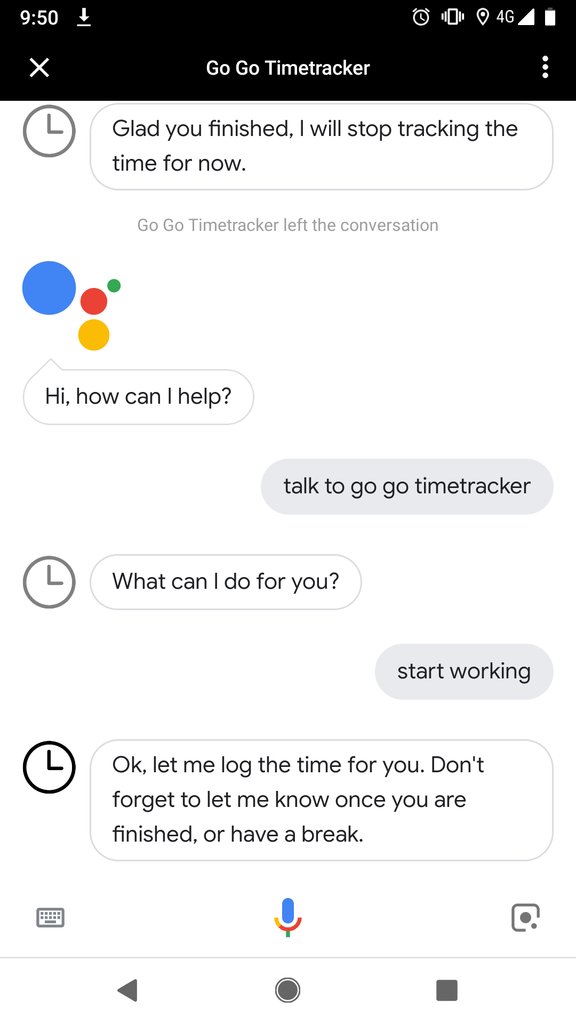 9:50
4G
Go Go Timetracker
Glad you finished, I will stop tracking the
time for now.
Go Go Timetracker left the conversation
Hi, how can I help?
talk to go go timetracker
What can I do for you?
start working
Ok, let me log the time for you. Don't
forget to let me know once you are
finished, or have a break.